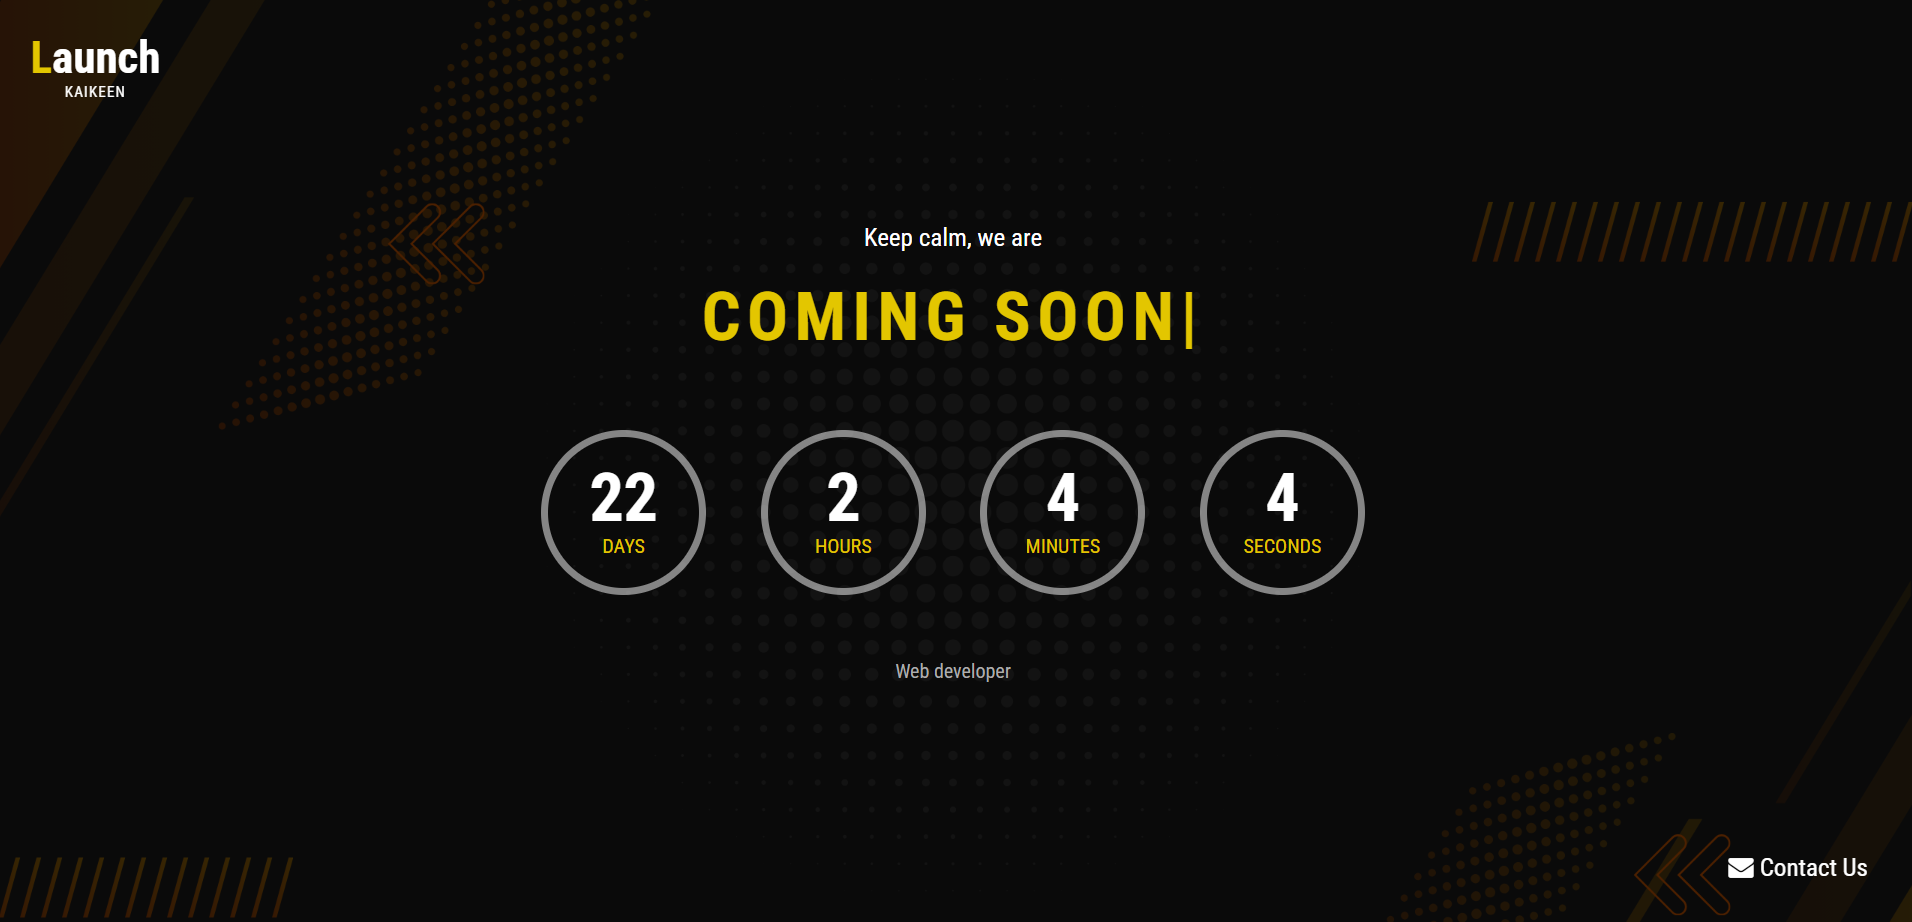 Launch
KAIKEEN
Keep calm, we are
COMING SOON|
22 2 4 4
DAYS HOURS MINUTES SECONDS
Web developer
Contact Us